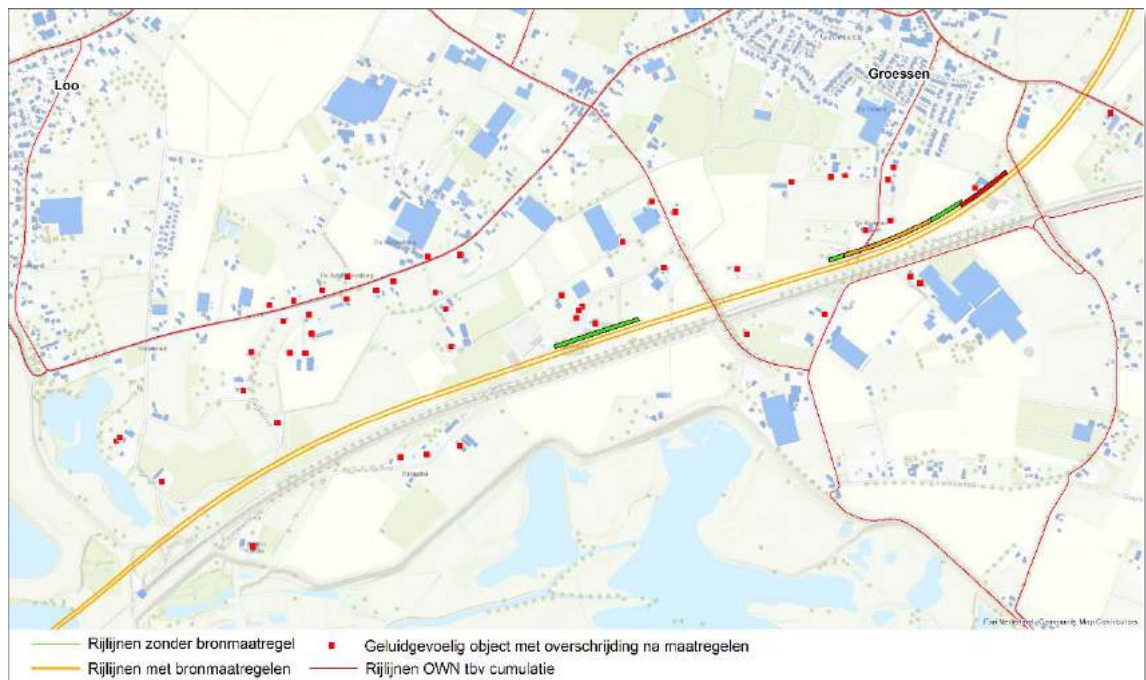 Groessen
Loo
Rijlijnen zonder bronmaatregel
Geluidgevoelig object met overschrijding na maatregelen
Rijlijnen met bronmaatregelen
Rijlijnen OWN tbv cumulatie